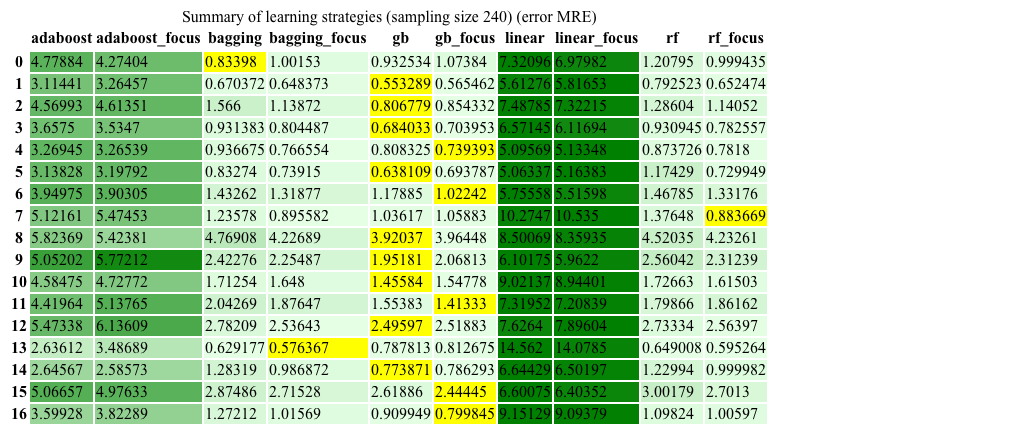 Summary of learning strategies (sampling size 240) (error MRE)
adaboost adaboost_focus bagging bagging_focus gb gb_focus linear linear_focus rf rf_focus
0 4.77884 4.27404 0.83398 1.00153 0.932534 1.07384 7.32096 6.97982 1.20795 0.999435
1 3.11441 3.26457 0.670372 0.648373 0.553289 0.565462 5.61276 5.81653 0.792523 0.652474
2 4.56993 4.61351 1.566 1.13872 0.806779 0.854332 7.48785 7.32215 1.28604 1.14052
3 3.6575 3.5347 0.931383 0.804487 0.684033 0.703953 6.57145 6.11694 0.930945 0.782557
4 3.26945 3.26539 0.936675 0.766554 0.808325 0.739393 5.09569 5.13348 0.873726 0.7818
5 3.13828 3.19792 0.83274 0.73915 0.638109 0.693787 5.06337 5.16383 1.17429 0.729949
6 3.94975 3.90305 1.43262 1.31877 1.17885 1.02242 5.75558 5.51598 1.46785 1.33176
7 5.12161 5.47453 1.23578 0.895582 1.03617 1.05883 10.2747 10.535 1.37648 0.883669
8 5.82369 5.42381 4.76908 4.22689 3.92037 3.96448 8.50069 8.35935 4.52035 4.23261
9 5.05202 5.77212 2.42276 2.25487 1.95181 2.06813 6.10175 5.9622 2.56042 2.31239
10 4.58475 4.72772 1.71254 1.648 1.45584 1.54778 9.02137 8.94401 1.72663 1.61503
11 4.41964 5.13765 2.04269 1.87647 1.55383 1.41333 7.31952 7.20839 1.79866 1.86162
12 5.47338 6.13609 2.78209 2.53643 2.49597 2.51883 7.6264 7.89604 2.73334 2.56397
13 2.63612 3.48689 0.629177 0.576367 0.787813 0.812675 14.562 14.0785 0.649008 0.595264
14 2.64567 2.58573 1.28319 0.986872 0.773871 0.786293 6.64429 6.50197 1.22994 0.999982
15 5.06657 4.97633 2.87486 2.71528 2.61886 2.44445 6.60075 6.40352 3.00179 2.7013
16 3.59928 3.82289 1.27212 1.01569 0.909949 0.799845 9.15129 9.09379 1.09824 1.00597